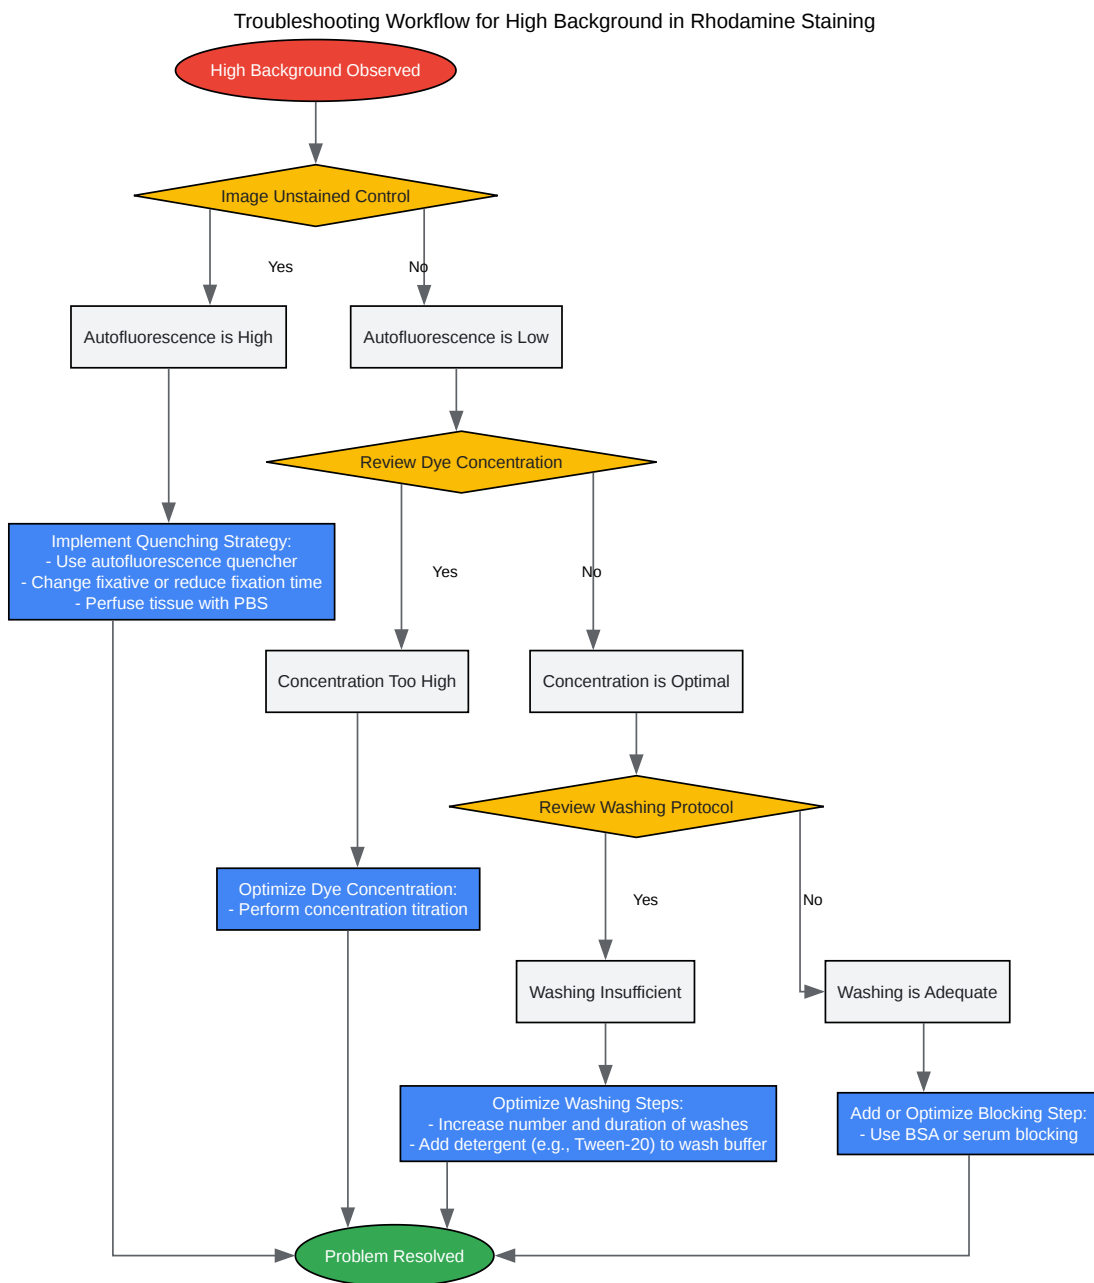 Troubleshooting Workflow for High Background in Rhodamine Staining
High Background Observed
Image Unstained Control
Yes
No
Autofluorescence is High
Autofluorescence is Low
Review Dye Concentration
Implement Quenching Strategy:
- Use autofluorescence quencher
- Change fixative or reduce fixation time
- Perfuse tissue with PBS
Yes
No
Concentration Too High
Concentration is Optimal
Review Washing Protocol
Optimize Dye Concentration:
- Perform concentration titration
Yes
No
Washing Insufficient
Washing is Adequate
Optimize Washing Steps:
- Increase number and duration of washes
- Add detergent (e.g., Tween-20) to wash buffer
Add or Optimize Blocking Step:
- Use BSA or serum blocking
Problem Resolved